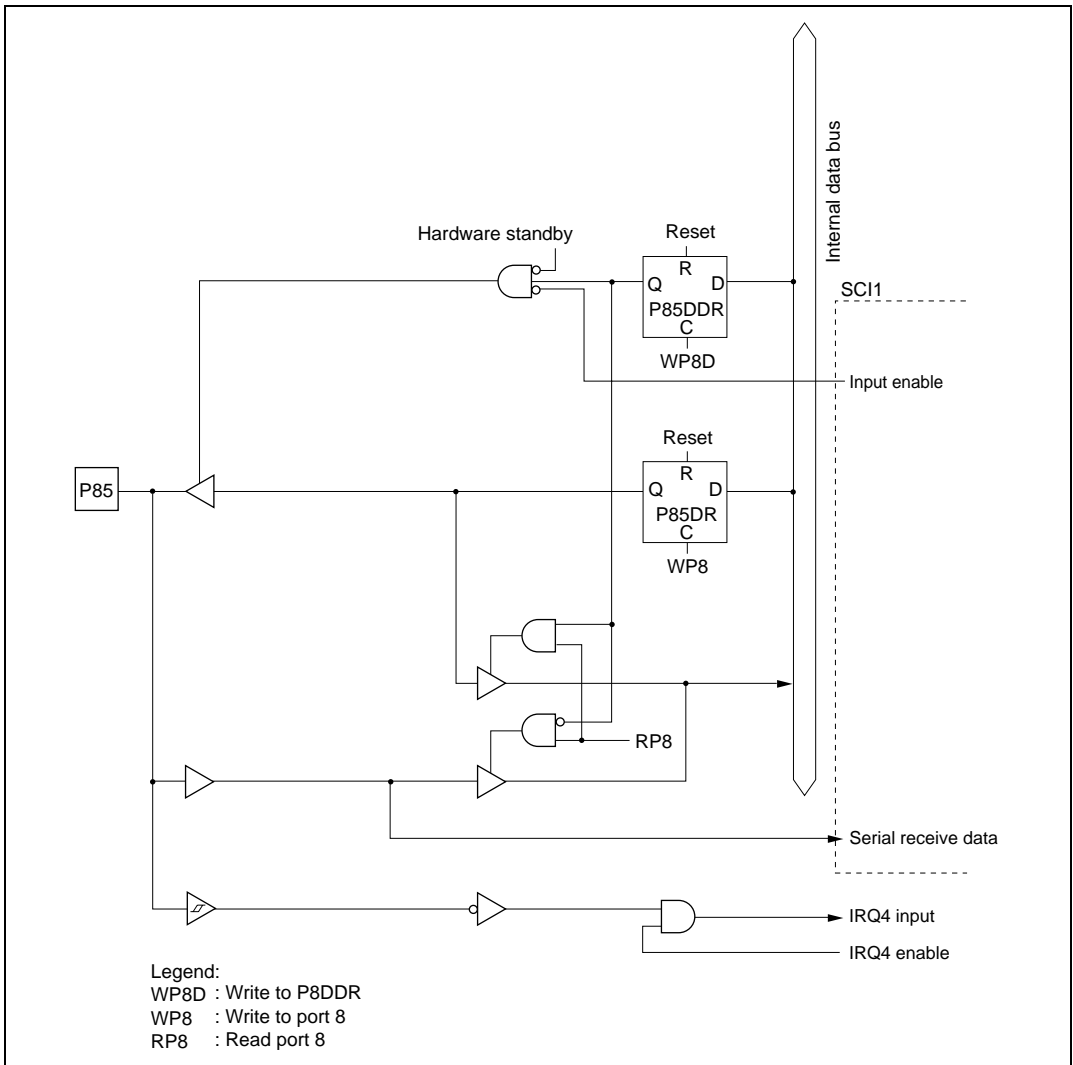 Internal data bus
Hardware standby
Reset
R
Q D
P85DDR
C
WP8D
SCI1
Input enable
Reset
R
Q D
P85DR
C
WP8
P85
RP8
Serial receive data
IRQ4 input
IRQ4 enable
Legend:
WP8D : Write to P8DDR
WP8 : Write to port 8
RP8 : Read port 8